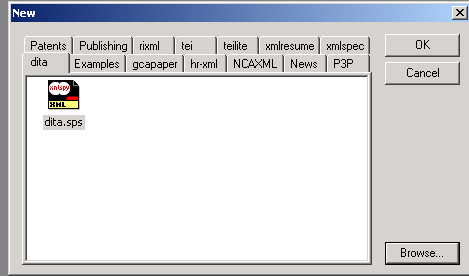 New
Patents Publishing rixml tei teilite xmlresume xmlspec
OK
dita Examples gcapaper hr-xml NCAXML News P3P
Cancel
xmlspy
XML
dita.sps
Browse...